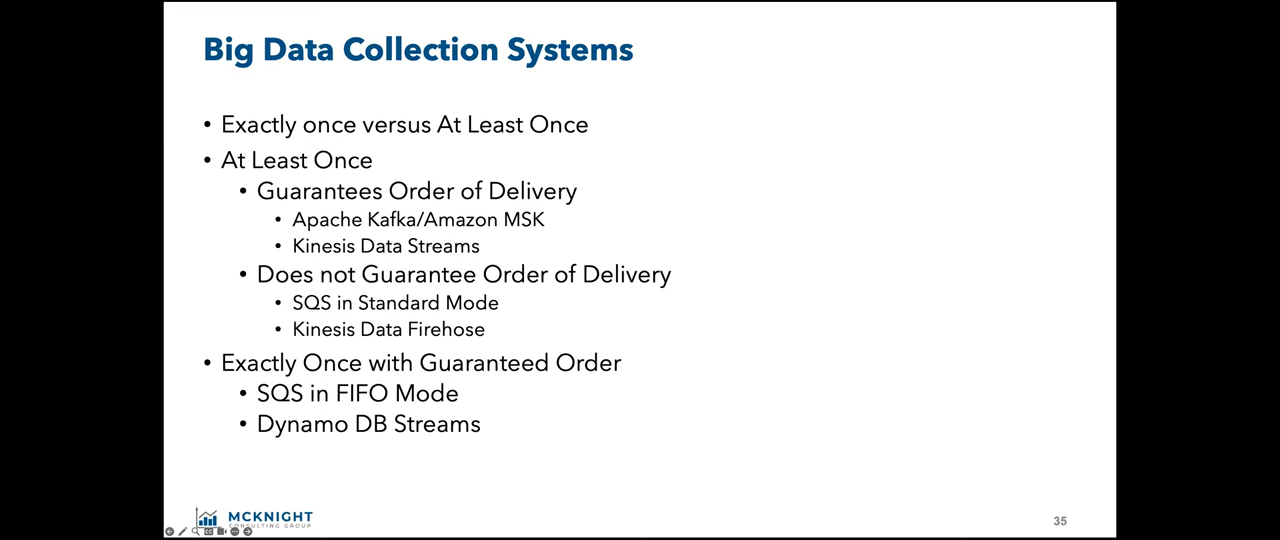 Big Data Collection Systems
• Exactly once versus At Least Once
• At Least Once
• Guarantees Order of Delivery
• Apache Kafka/Amazon MSK
• Kinesis Data Streams
• Does not Guarantee Order of Delivery
• SQS in Standard Mode
• Kinesis Data Firehose
• Exactly Once with Guaranteed Order
• SQS in FIFO Mode
• Dynamo DB Streams
MCKNIGHT
CONSULTING GROUP
35